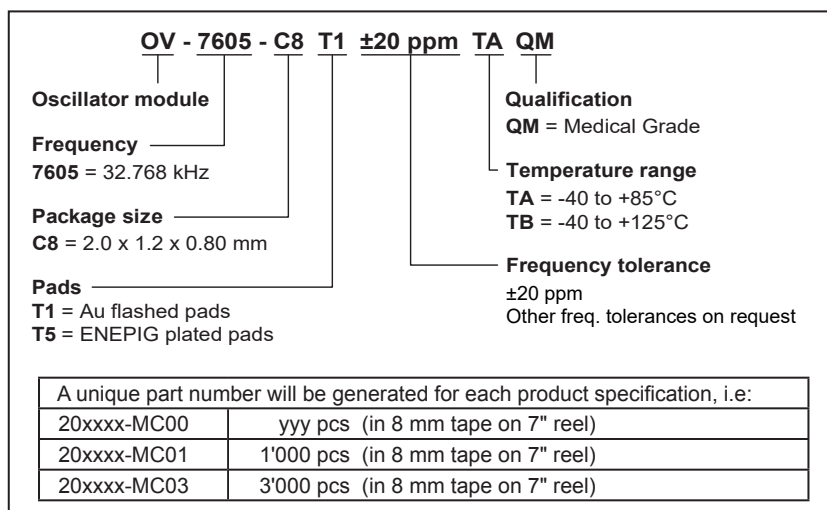 OV - 7605 - C8 T1 ±20 ppm TA QM
Oscillator module
Frequency
7605 = 32.768 kHz
Package size
C8 = 2.0 x 1.2 x 0.80 mm
Pads
T1 = Au flashed pads
T5 = ENEPIG plated pads
Qualification
QM = Medical Grade
Temperature range
TA = -40 to +85°C
TB = -40 to +125°C
Frequency tolerance
±20 ppm
Other freq. tolerances on request
A unique part number will be generated for each product specification, i.e:
20xxxx-MC00 yyy pcs (in 8 mm tape on 7" reel)
20xxxx-MC01 1'000 pcs (in 8 mm tape on 7" reel)
20xxxx-MC03 3'000 pcs (in 8 mm tape on 7" reel)